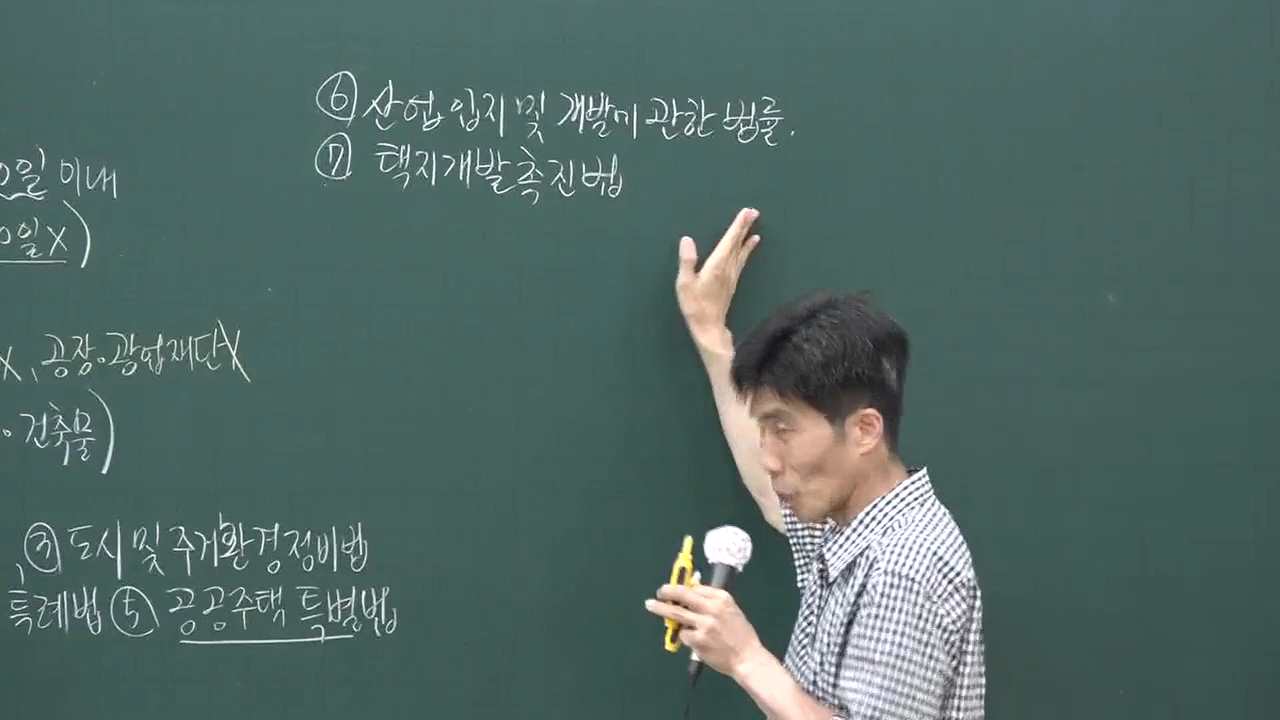 ⑥ 산업입지 및 개발에 관한 법률.
⑦ 택지개발촉진법
0일 이내
0일X)
X, 공장·광업재단X
· 건축물)
, ③ 도시 및 주거환경정비법
특례법 ⑤ 공공주택 특별법